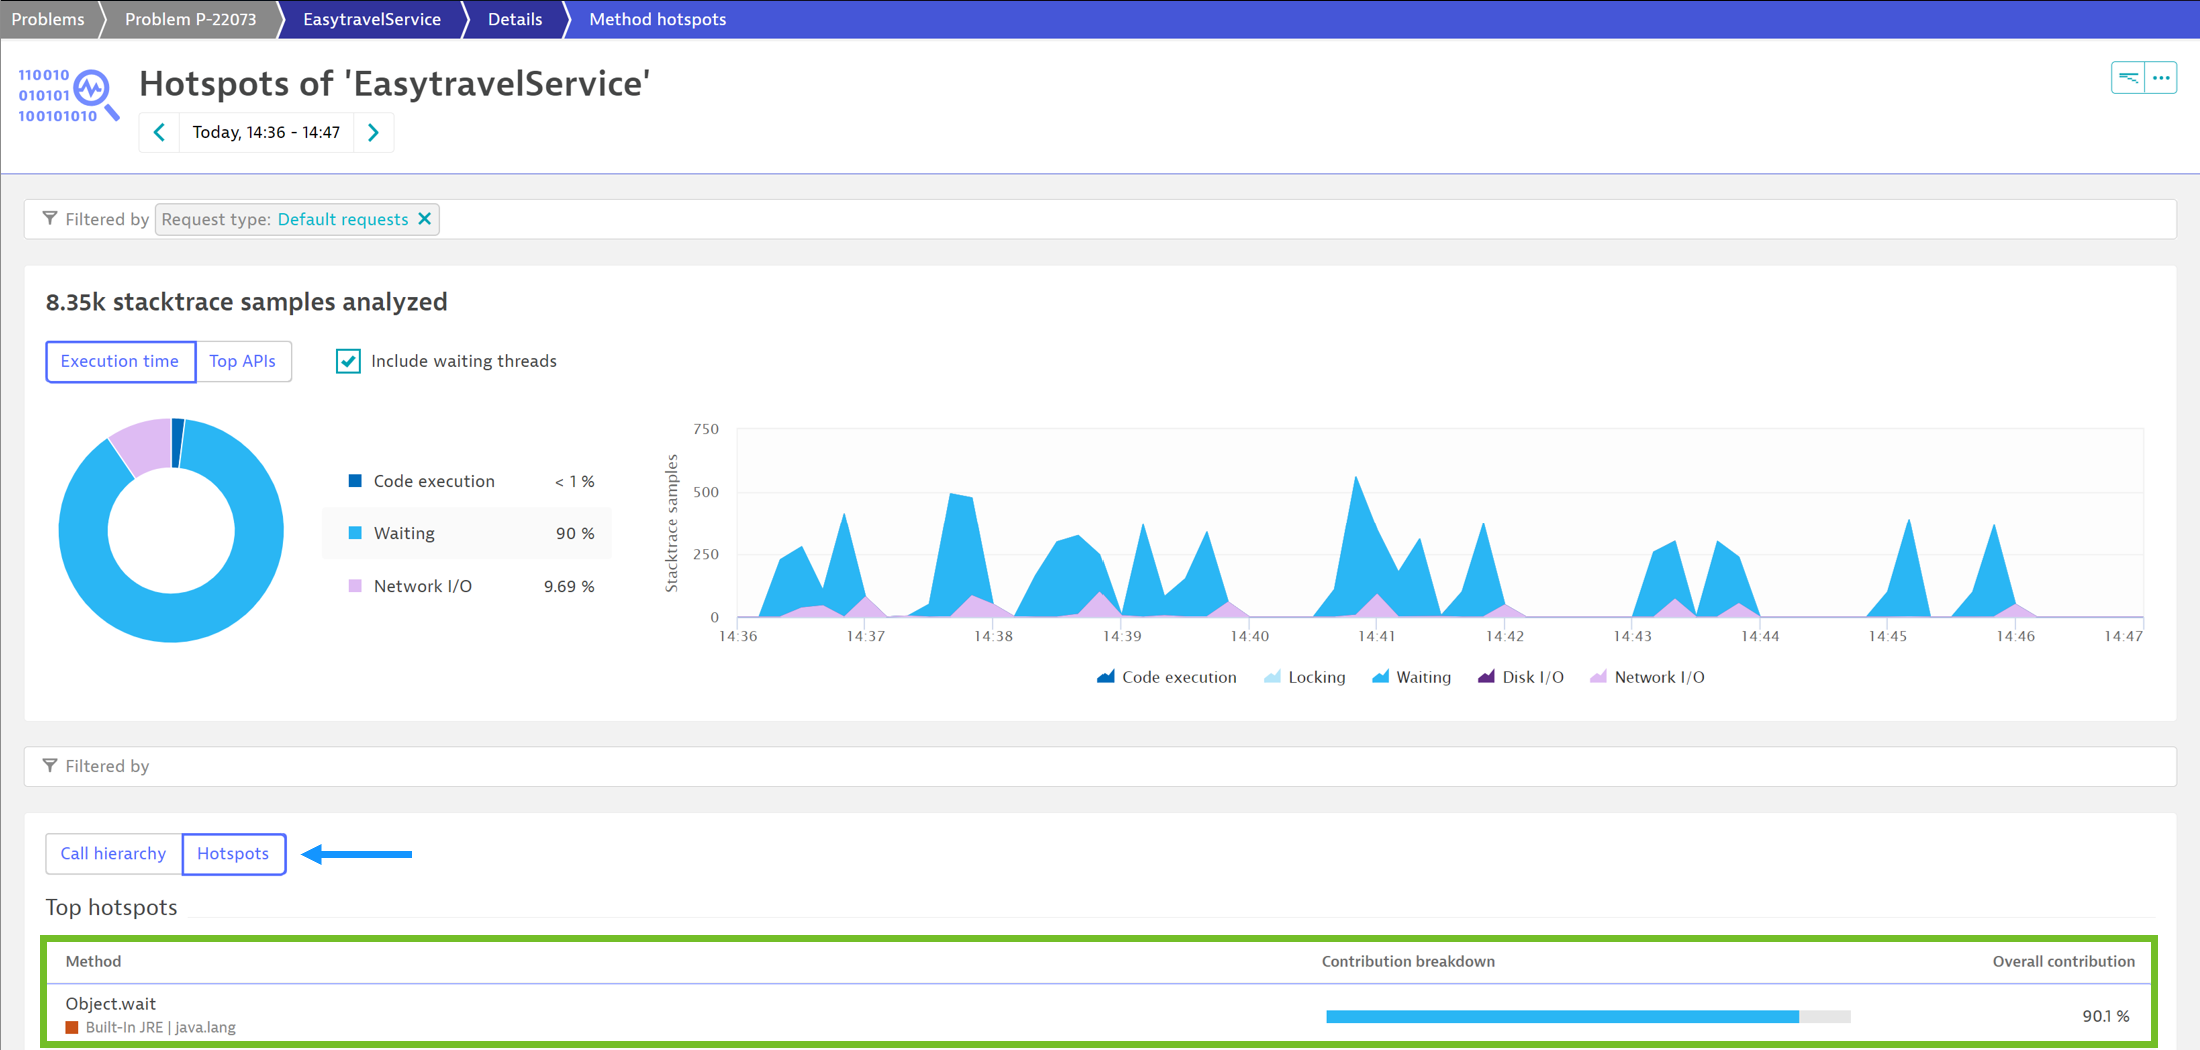 Problems Problem P-22073 EasytravelService Details Method hotspots
110010
010101
100101010
Hotspots of 'EasytravelService'
Today, 14:36 - 14:47
Filtered by Request type: Default requests
8.35k stacktrace samples analyzed
Execution time Top APIs Include waiting threads
Code execution < 1 %
Waiting 90 %
Network I/O 9.69 %
Stacktrace samples
750
500
250
0
14:36 14:37 14:38 14:39 14:40 14:41 14:42 14:43 14:44 14:45 14:46 14:47
Code execution Locking Waiting Disk I/O Network I/O
Filtered by
Call hierarchy Hotspots
Top hotspots
Method Contribution breakdown Overall contribution
Object.wait
Built-In JRE | java.lang
90.1 %